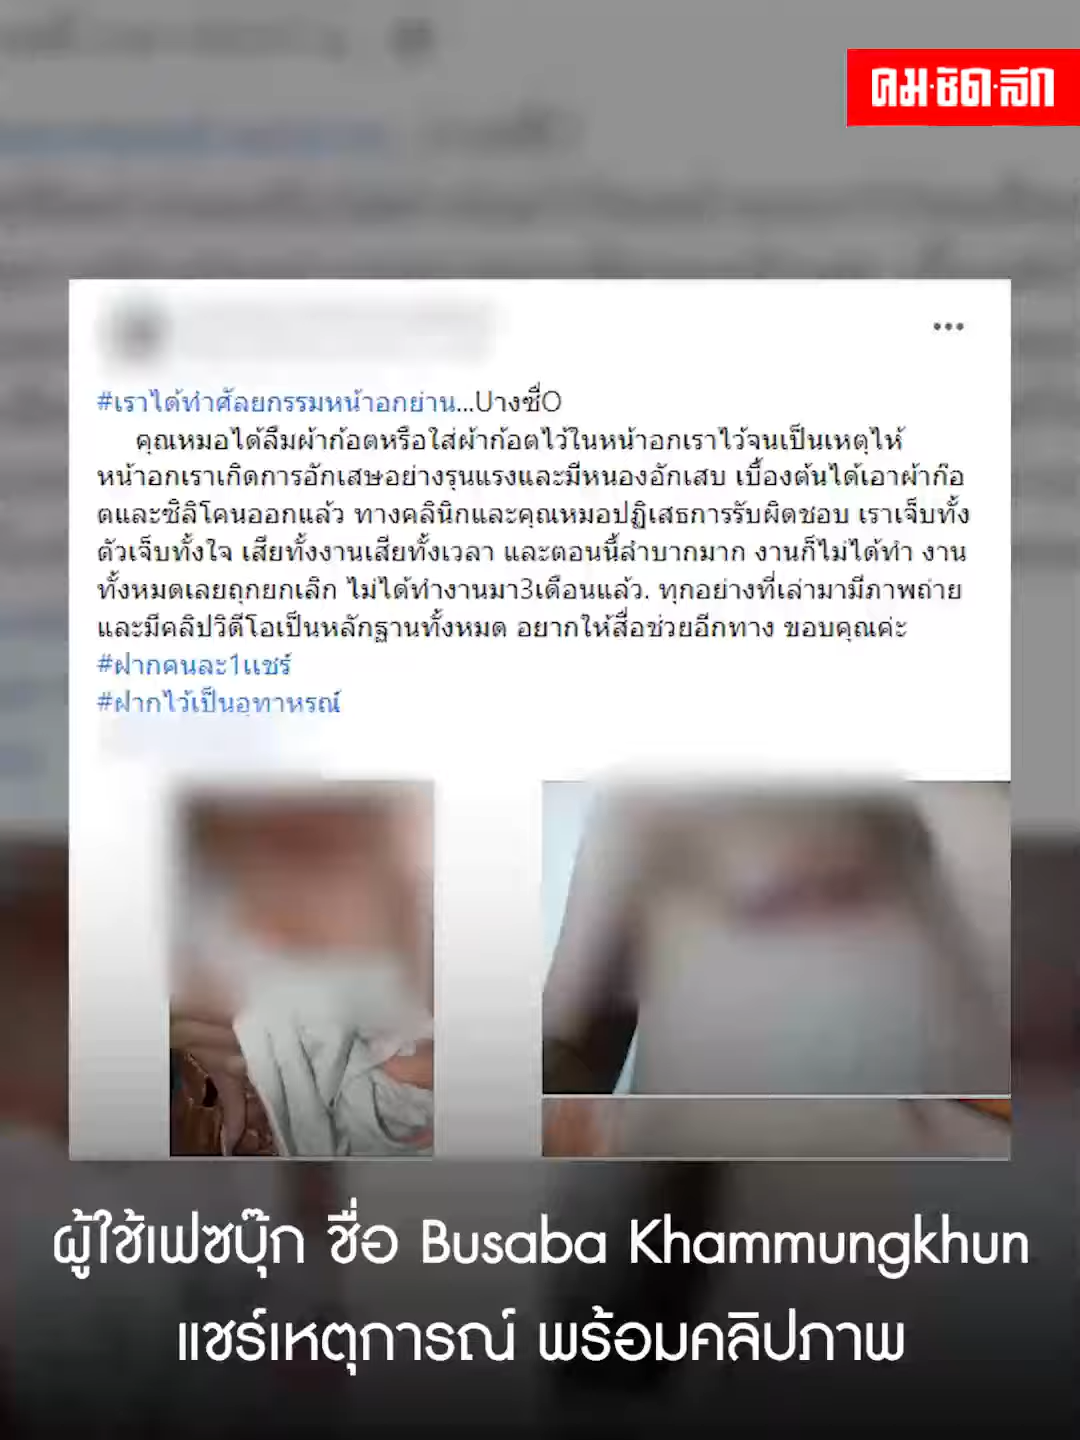 คม·ชัด·ลึก
#เราได้ทำศัลยกรรมหน้าอกย่าน...Uางซื่O
คุณหมอได้ลืมผ้าก้อตหรือใส่ผ้าก้อตไว้ในหน้าอกเราไว้จนเป็นเหตุไห้
หน้าอกเราเกิดการอักเสษอย่างรุนแรงและมีหนองอักเสบ เบื้องต้นได้เอาผ้าก๊อ
ตและซิลิโคนออกแล้ว ทางคลินิกและคุณหมอปฏิเสธการรับผิดชอบ เราเจ็บทั้ง
ตัวเจ็บทั้งใจ เสียทั้งงานเสียทั้งเวลา และตอนนี้ลำบากมาก งานก็ไม่ได้ทำ งาน
ทั้งหมดเลยถูกยกเลิก ไม่ได้ทำงานมา3เดือนแล้ว. ทุกอย่างที่เล่ามามีภาพถ่าย
และมีคลิปวิดีโอเป็นหลักฐานทั้งหมด อยากให้สื่อช่วยอีกทาง ขอบคุณค่ะ
#ฝากคนละ1แชร์
#ฝากไว้เป็นอุทาหรณ์
ผู้ใช้เฟซบุ๊ก ชื่อ Busaba Khammungkhun
แชร์เหตุการณ์ พร้อมคลิปภาพ